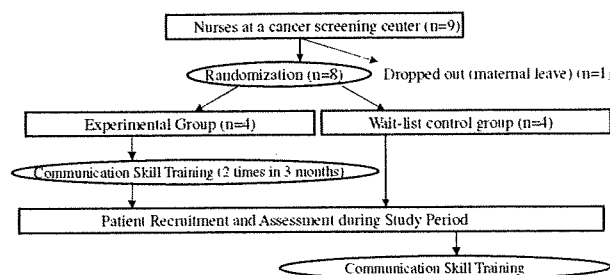 Nurses at a cancer screening center (n=9)
Dropped out (maternal leave) (n=1)
Randomization (n=8)
Experimental Group (n=4)
Wait-list control group (n=4)
Communication Skill Training (2 times in 3 months)
Patient Recruitment and Assessment during Study Period
Communication Skill Training